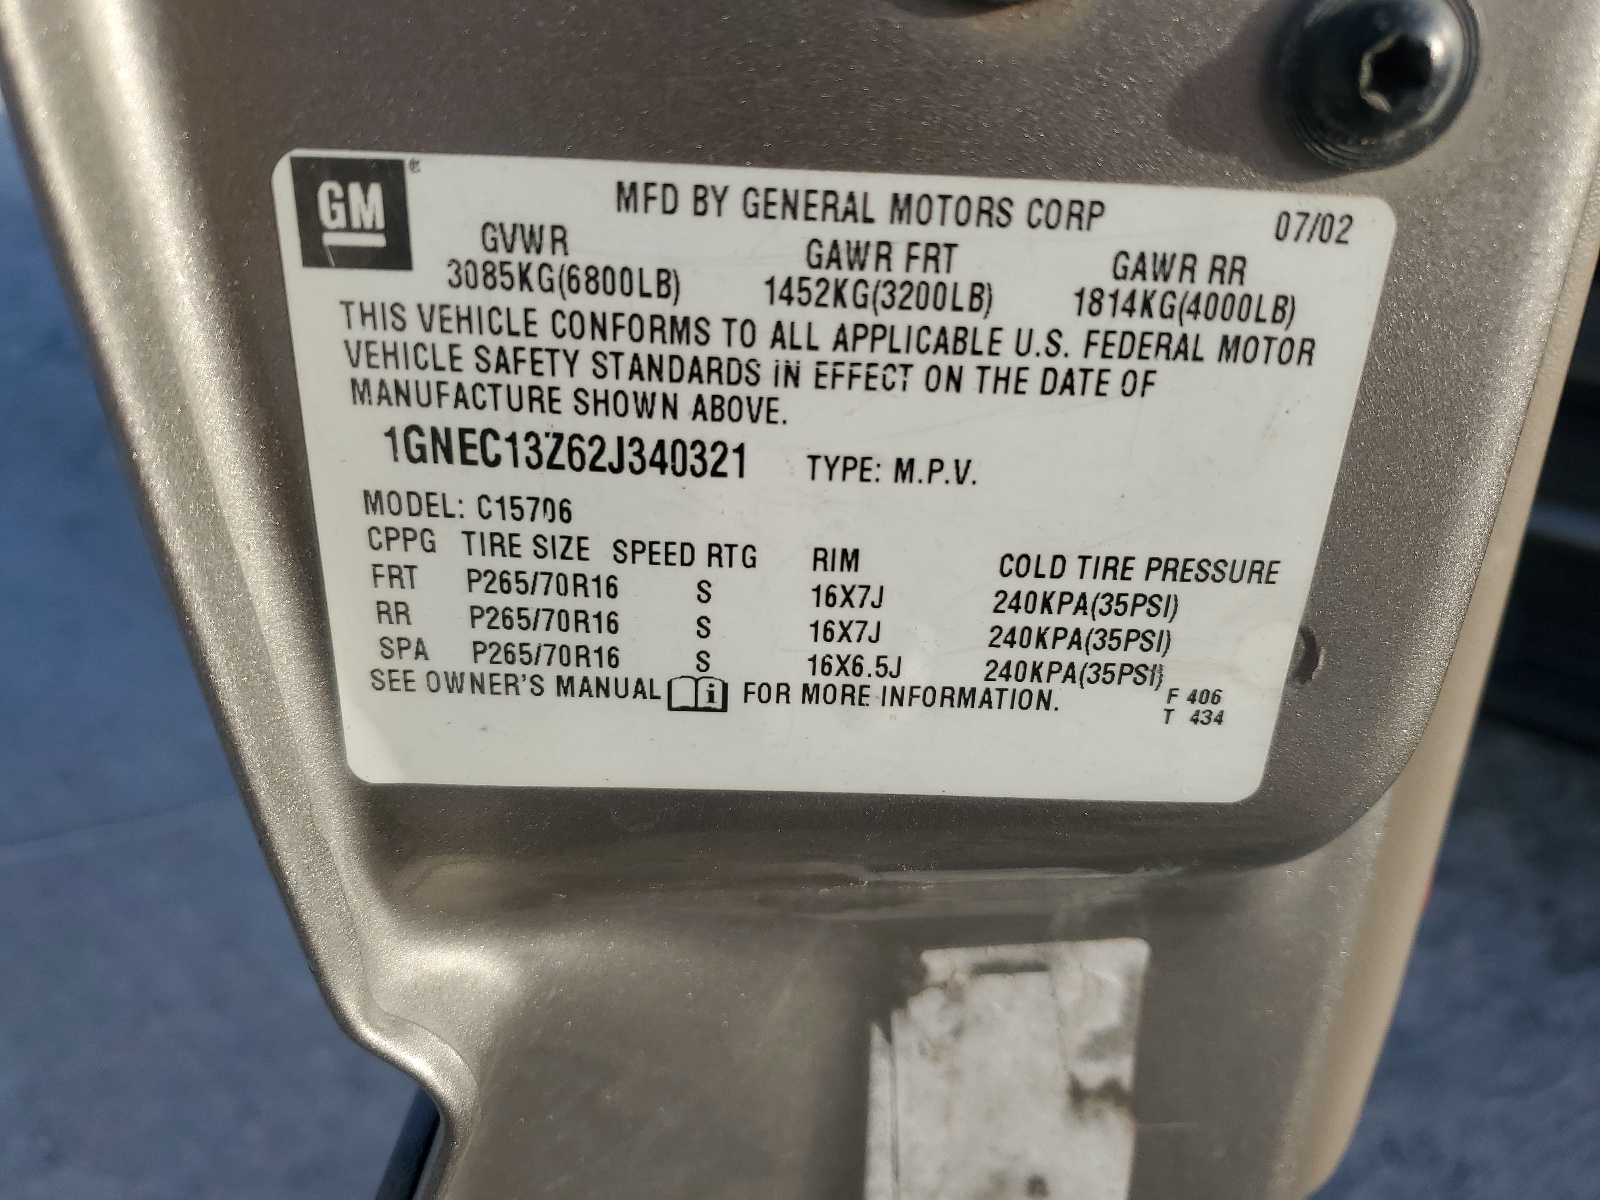 GM
MFD BY GENERAL MOTORS CORP 07/02
GVWR GAWR FRT GAWR RR
3085KG(6800LB) 1452KG(3200LB) 1814KG(4000LB)
THIS VEHICLE CONFORMS TO ALL APPLICABLE U.S. FEDERAL MOTOR
VEHICLE SAFETY STANDARDS IN EFFECT ON THE DATE OF
MANUFACTURE SHOWN ABOVE.
1GNEC13Z62J340321 TYPE: M.P.V.
MODEL: C15706
CPPG TIRE SIZE SPEED RTG RIM COLD TIRE PRESSURE
FRT P265/70R16 S 16X7J 240KPA(35PSI)
RR P265/70R16 S 16X7J 240KPA(35PSI)
SPA P265/70R16 S 16X6.5J 240KPA(35PSI)
SEE OWNER'S MANUAL i FOR MORE INFORMATION.
F 406
T 434